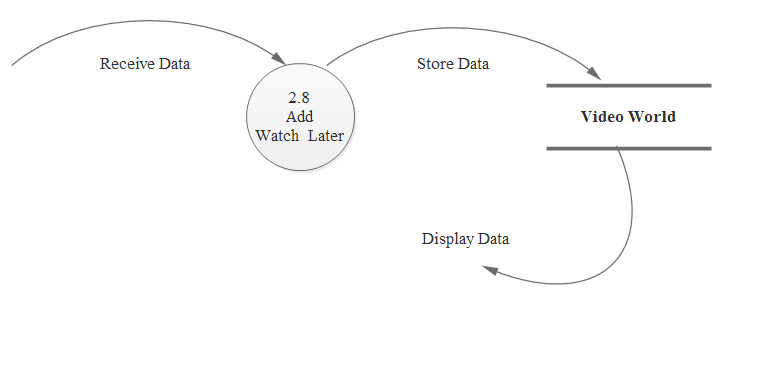 Receive Data
Store Data
2.8
Add
Watch Later
Video World
Display Data